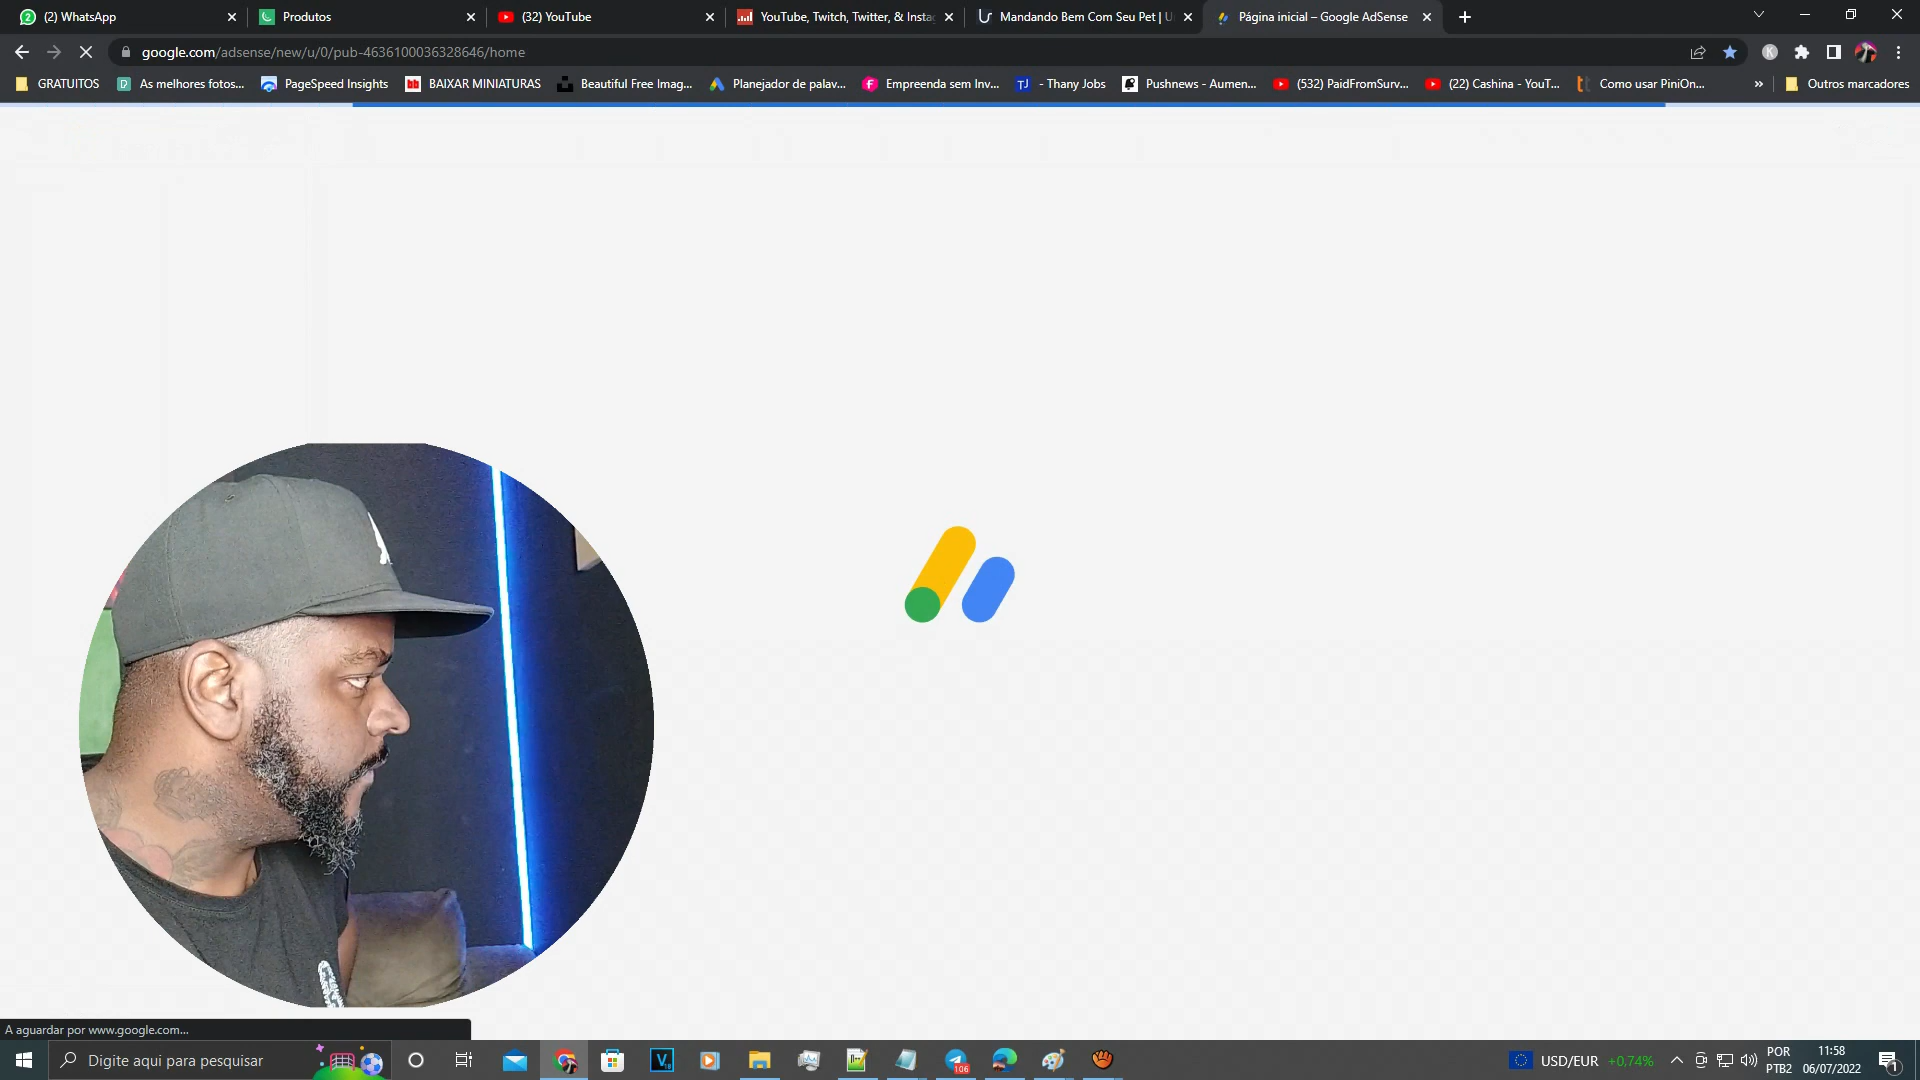 (2) WhatsApp
Produtos
(32) YouTube
YouTube, Twitch, Twitter, & Insta
Mandando Bem Com Seu Pet | U
Página inicial – Google AdSense
google.com/adsense/new/u/0/pub-4636100036328646/home
GRATUITOS
As melhores fotos...
PageSpeed Insights
BAIXAR MINIATURAS
Beautiful Free Imag...
Planejador de palav...
Empreenda sem Inv...
- Thany Jobs
Pushnews - Aumen...
(532) PaidFromSurv...
(22) Cashina - YouT...
Como usar PiniOn...
»
Outros marcadores
A aguardar por www.google.com...
Digite aqui para pesquisar
106
USD/EUR +0,74%
POR
PTB2
11:58
06/07/2022
1